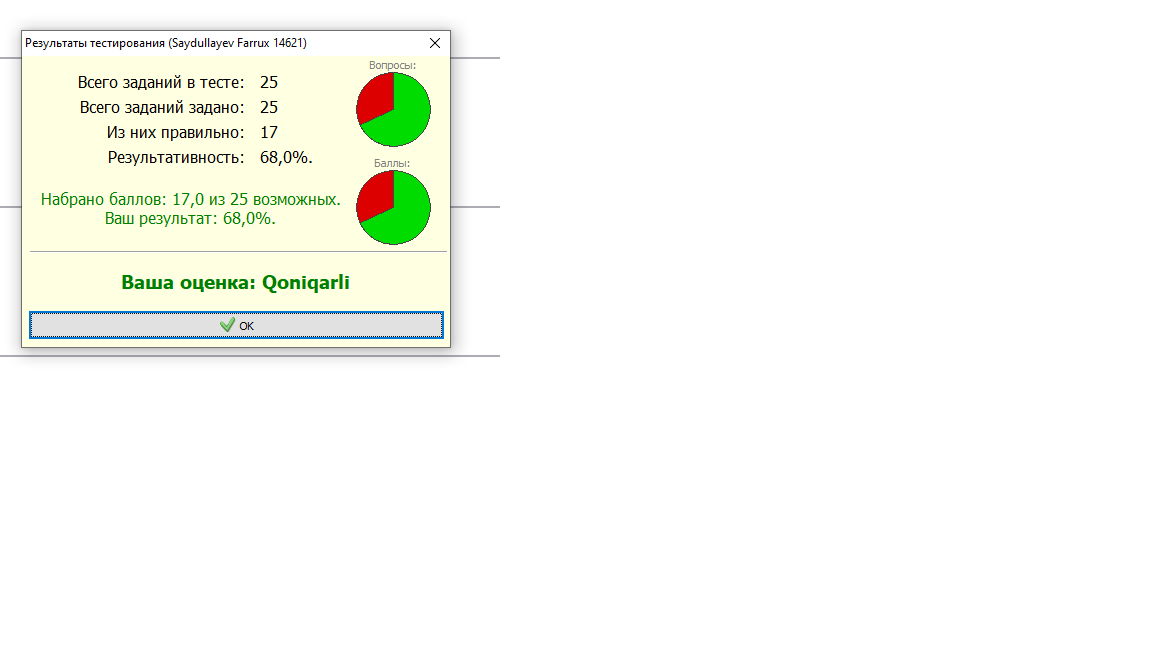 Результаты тестирования (Saydullayev Farrux 14621)
Вопросы:
Всего заданий в тесте: 25
Всего заданий задано: 25
Из них правильно: 17
Результативность: 68,0%.
Баллы:
Набрано баллов: 17,0 из 25 возможных.
Ваш результат: 68,0%.
Ваша оценка: Qoniqarli
OK